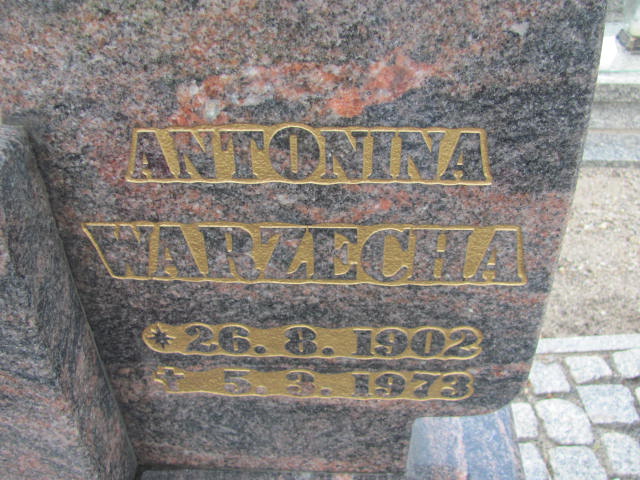 ANTONINA
WARZECHA
* 26. 8. 1902
✝ 5. 3. 1973